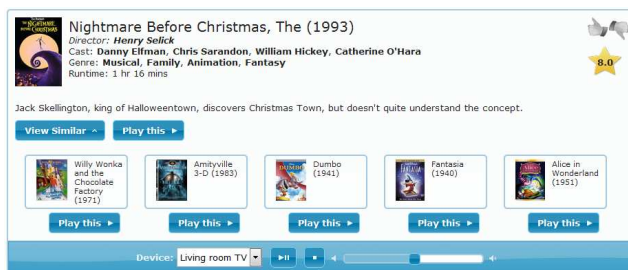 Nightmare Before Christmas, The (1993)
Director: Henry Selick
Cast: Danny Elfman, Chris Sarandon, William Hickey, Catherine O'Hara
Genre: Musical, Family, Animation, Fantasy
Runtime: 1 hr 16 mins
8.0
Jack Skellington, king of Halloweentown, discovers Christmas Town, but doesn't quite understand the concept.
View Similar
Play this
Willy Wonka
and the
Chocolate
Factory
(1971)
Amityville
3-D (1983)
Dumbo
(1941)
Fantasia
(1940)
Alice in
Wonderland
(1951)
Play this
Play this
Play this
Play this
Play this
Device: Living room TV